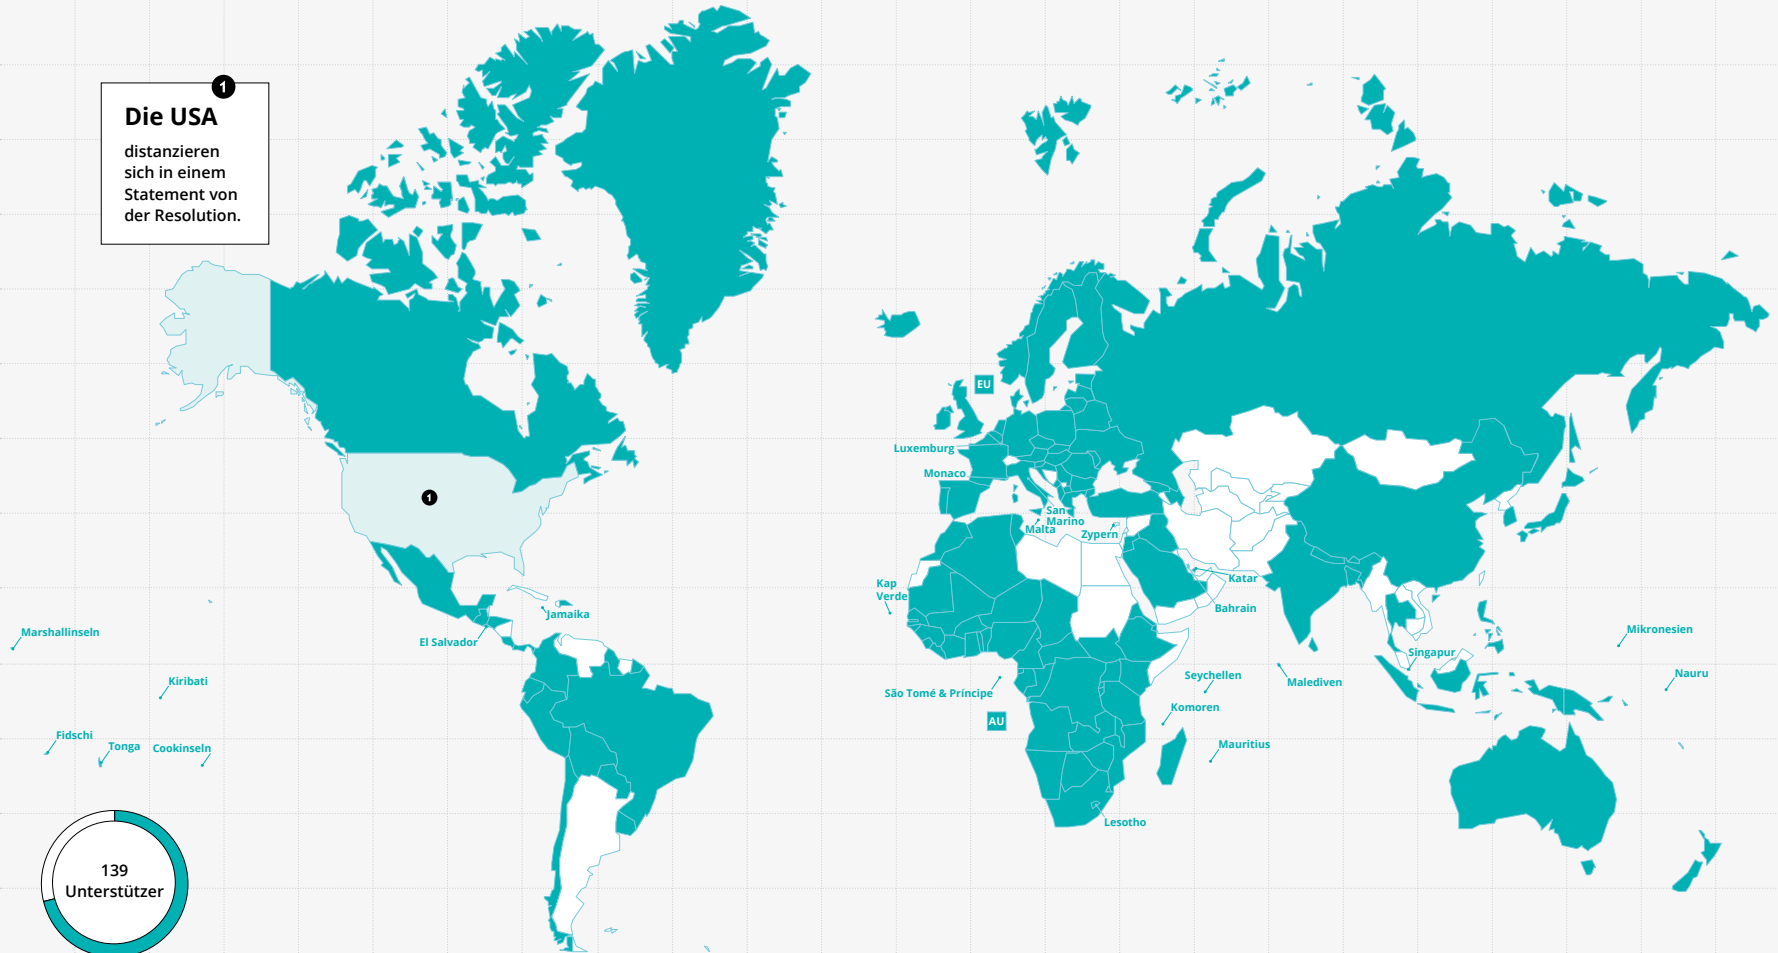 1
Die USA
distanzieren
sich in einem
Statement von
der Resolution.
EU
Luxemburg
Monaco
1
San
Marino
Malta
Zypern
Kap
Verde
Katar
Bahrain
Jamaika
El Salvador
Marshallinseln
Mikronesien
Singapur
Kiribati
São Tomé & Príncipe
Seychellen
Malediven
Nauru
Komoren
AU
Fidschi
Tonga
Cookinseln
Mauritius
Lesotho
139
Unterstützer